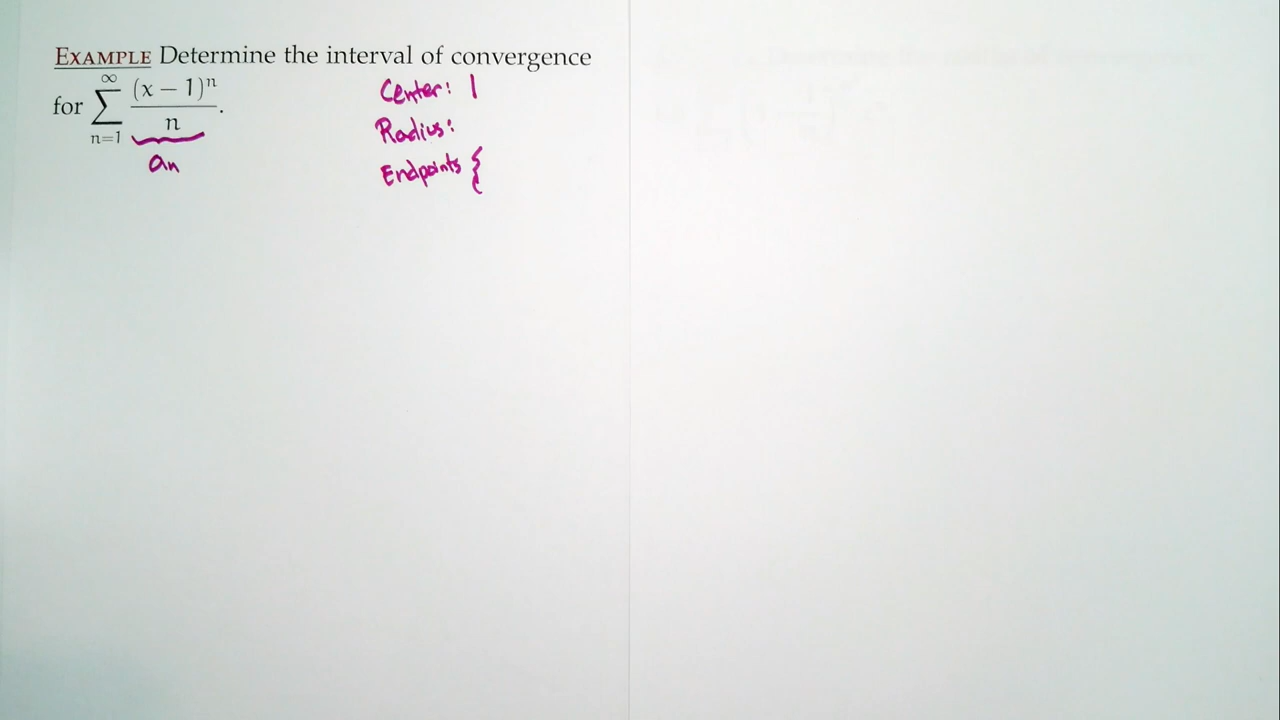 EXAMPLE Determine the interval of convergence
for ∑_{n=1}^{∞} (x − 1)^n / n.
a_n
Center: 1
Radius:
Endpoints {